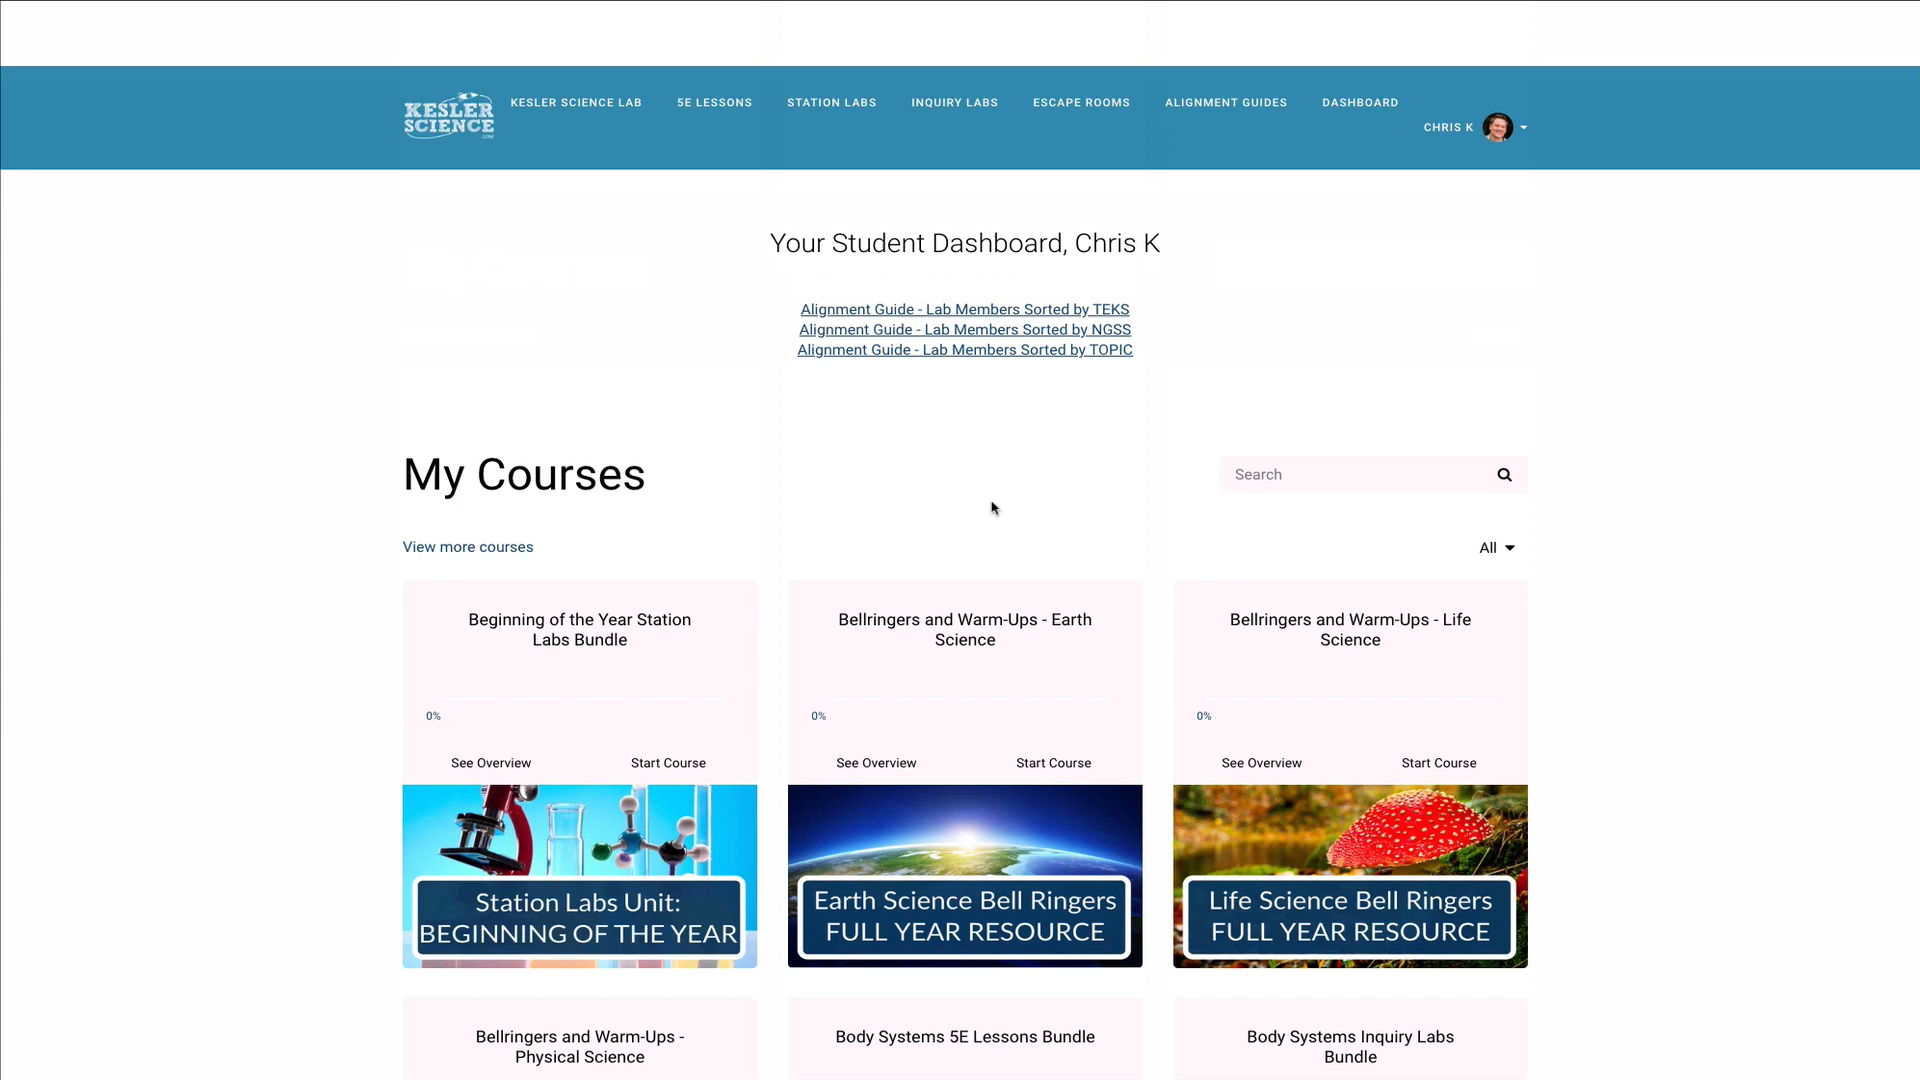 KESLER SCIENCE LAB 5E LESSONS STATION LABS INQUIRY LABS ESCAPE ROOMS ALIGNMENT GUIDES DASHBOARD
KESLER
SCIENCE
.COM
CHRIS K
Your Student Dashboard, Chris K
Alignment Guide - Lab Members Sorted by TEKS
Alignment Guide - Lab Members Sorted by NGSS
Alignment Guide - Lab Members Sorted by TOPIC
My Courses
Search
View more courses
All
Beginning of the Year Station
Labs Bundle
0%
See Overview Start Course
Station Labs Unit:
BEGINNING OF THE YEAR
Bellringers and Warm-Ups - Earth
Science
0%
See Overview Start Course
Earth Science Bell Ringers
FULL YEAR RESOURCE
Bellringers and Warm-Ups - Life
Science
0%
See Overview Start Course
Life Science Bell Ringers
FULL YEAR RESOURCE
Bellringers and Warm-Ups -
Physical Science
Body Systems 5E Lessons Bundle
Body Systems Inquiry Labs
Bundle